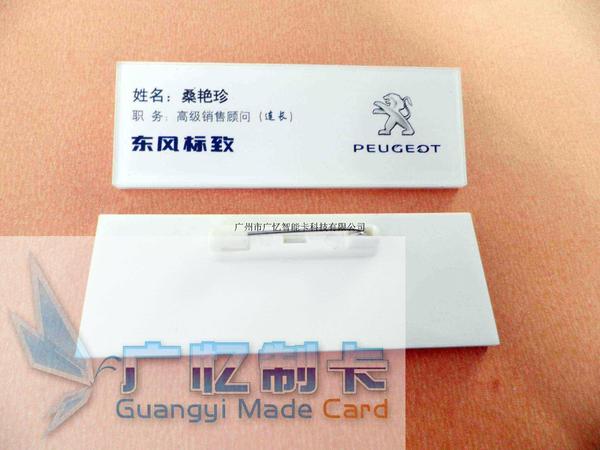 姓名：桑艳珍
职 务：高级销售顾问（连长）
东风标致
PEUGEOT
广州市广忆智能卡科技有限公司
广忆制卡
Guangyi Made Card